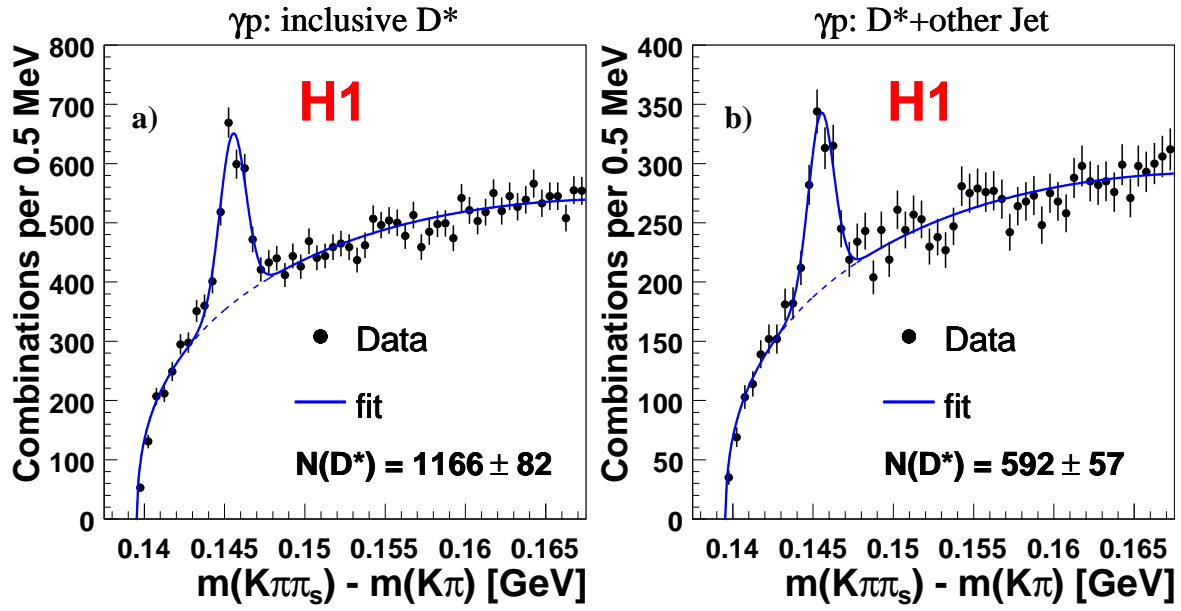 γp: inclusive D*
Combinations per 0.5 MeV
800
700
600
500
400
300
200
100
0
a)
H1
Data
fit
N(D*) = 1166 ± 82
0.14 0.145 0.15 0.155 0.16 0.165
m(Kππs) - m(Kπ) [GeV]
γp: D*+other Jet
Combinations per 0.5 MeV
400
350
300
250
200
150
100
50
0
b)
H1
Data
fit
N(D*) = 592 ± 57
0.14 0.145 0.15 0.155 0.16 0.165
m(Kππs) - m(Kπ) [GeV]